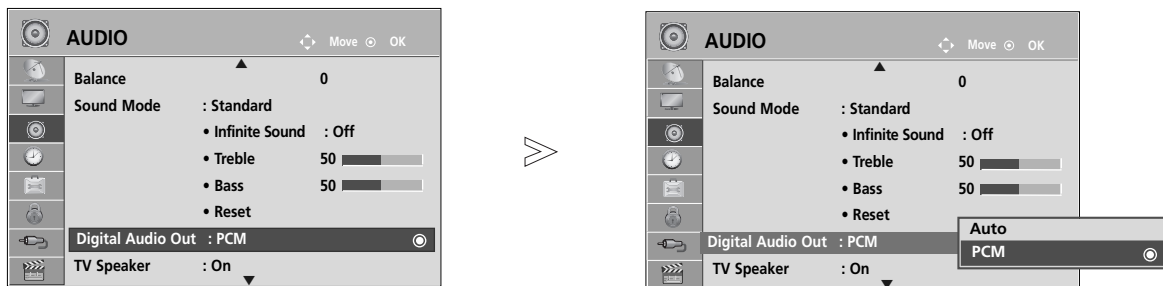 AUDIO
Move OK
Balance 0
Sound Mode : Standard
• Infinite Sound : Off
• Treble 50
• Bass 50
• Reset
Digital Audio Out : PCM
TV Speaker : On
AUDIO
Move OK
Balance 0
Sound Mode : Standard
• Infinite Sound : Off
• Treble 50
• Bass 50
• Reset
Auto
Digital Audio Out : PCM
PCM
TV Speaker : On